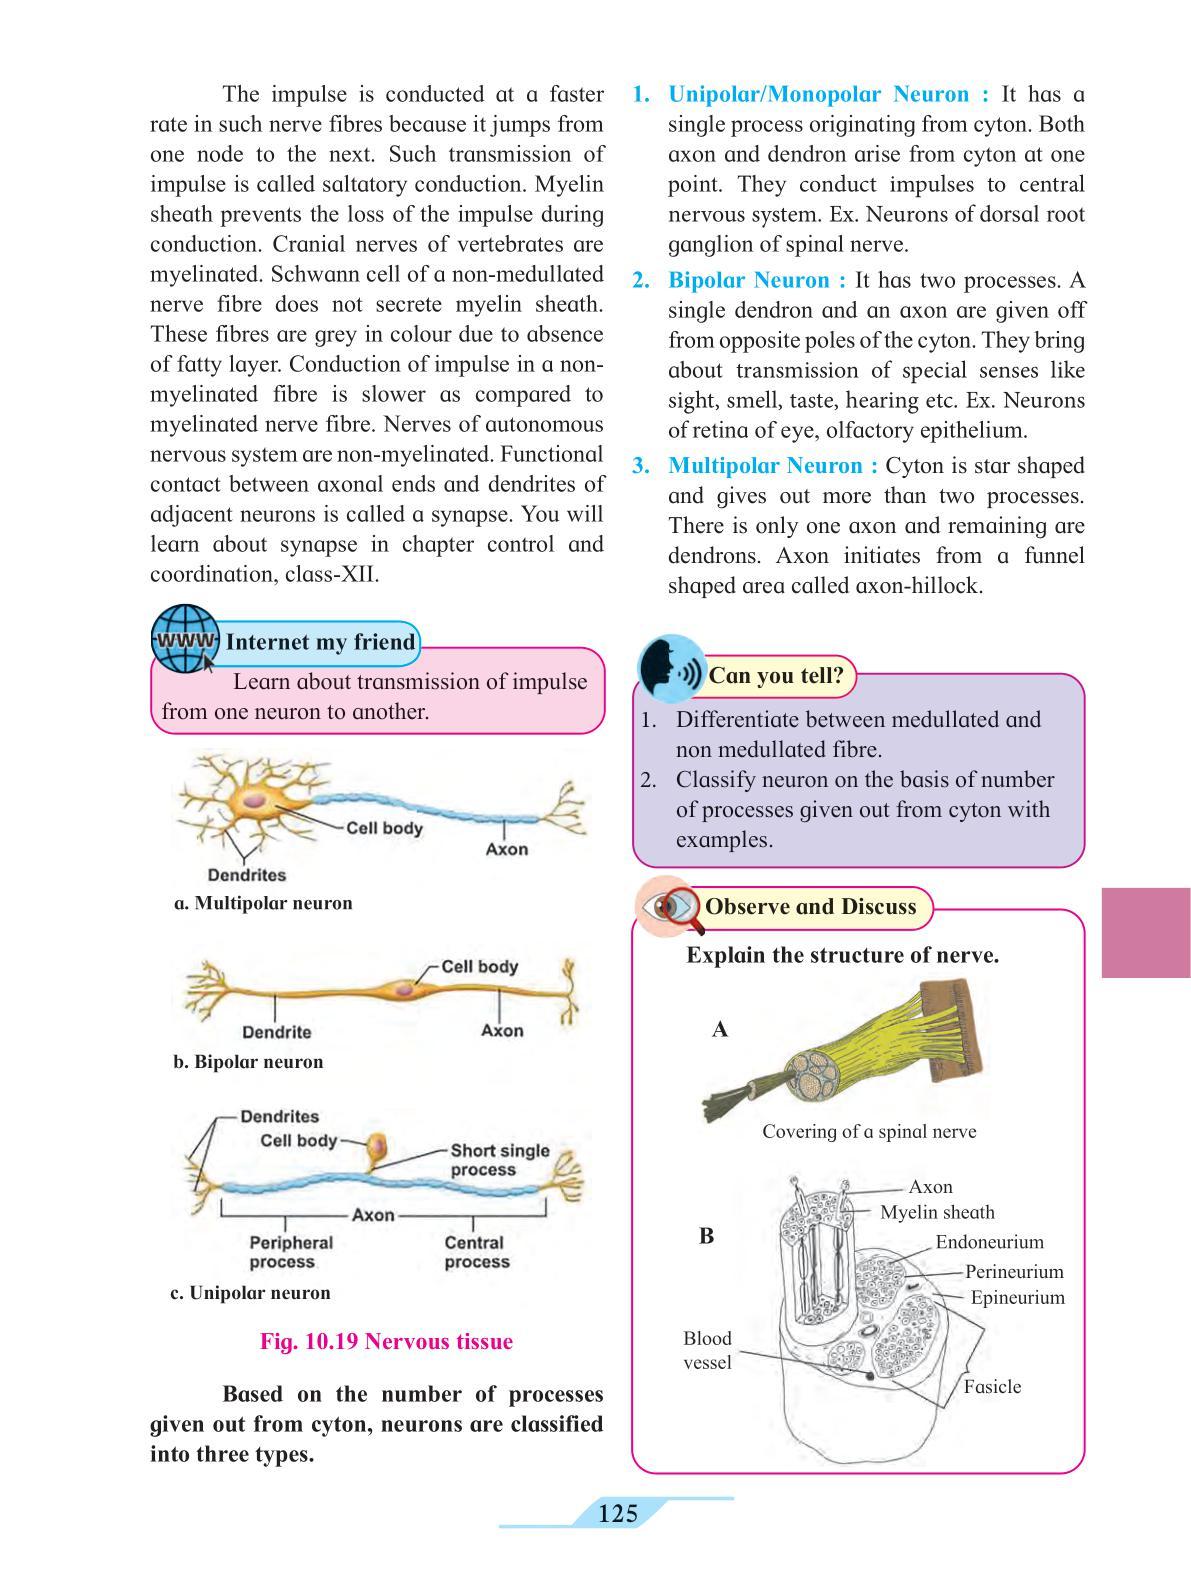 The impulse is conducted at a faster
rate in such nerve fibres because it jumps from
one node to the next. Such transmission of
impulse is called saltatory conduction. Myelin
sheath prevents the loss of the impulse during
conduction. Cranial nerves of vertebrates are
myelinated. Schwann cell of a non-medullated
nerve fibre does not secrete myelin sheath.
These fibres are grey in colour due to absence
of fatty layer. Conduction of impulse in a non-
myelinated fibre is slower as compared to
myelinated nerve fibre. Nerves of autonomous
nervous system are non-myelinated. Functional
contact between axonal ends and dendrites of
adjacent neurons is called a synapse. You will
learn about synapse in chapter control and
coordination, class-XII.
WWW
Internet my friend
Learn about transmission of impulse
from one neuron to another.
Cell body
Axon
Dendrites
a. Multipolar neuron
Cell body
Dendrite
Axon
b. Bipolar neuron
Dendrites
Cell body
Short single
process
Axon
Peripheral
process
Central
process
c. Unipolar neuron
Fig. 10.19 Nervous tissue
Based on the number of processes
given out from cyton, neurons are classified
into three types.
1. Unipolar/Monopolar Neuron : It has a
single process originating from cyton. Both
axon and dendron arise from cyton at one
point. They conduct impulses to central
nervous system. Ex. Neurons of dorsal root
ganglion of spinal nerve.
2. Bipolar Neuron : It has two processes. A
single dendron and an axon are given off
from opposite poles of the cyton. They bring
about transmission of special senses like
sight, smell, taste, hearing etc. Ex. Neurons
of retina of eye, olfactory epithelium.
3. Multipolar Neuron : Cyton is star shaped
and gives out more than two processes.
There is only one axon and remaining are
dendrons. Axon initiates from a funnel
shaped area called axon-hillock.
Can you tell?
1. Differentiate between medullated and
non medullated fibre.
2. Classify neuron on the basis of number
of processes given out from cyton with
examples.
Observe and Discuss
Explain the structure of nerve.
A
Covering of a spinal nerve
B
Axon
Myelin sheath
Endoneurium
Perineurium
Epineurium
Blood
vessel
Fasicle
125